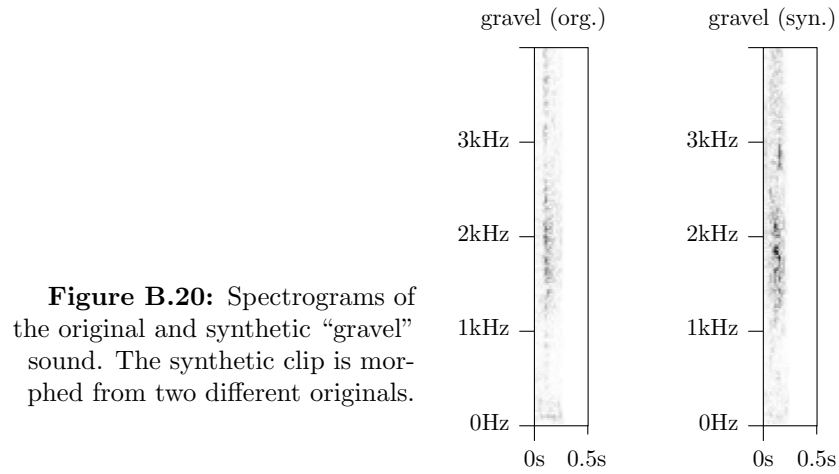 gravel (org.)
3kHz
2kHz
1kHz
0Hz
0s 0.5s
gravel (syn.)
3kHz
2kHz
1kHz
0Hz
0s 0.5s
Figure B.20: Spectrograms of
the original and synthetic “gravel”
sound. The synthetic clip is mor-
phed from two different originals.